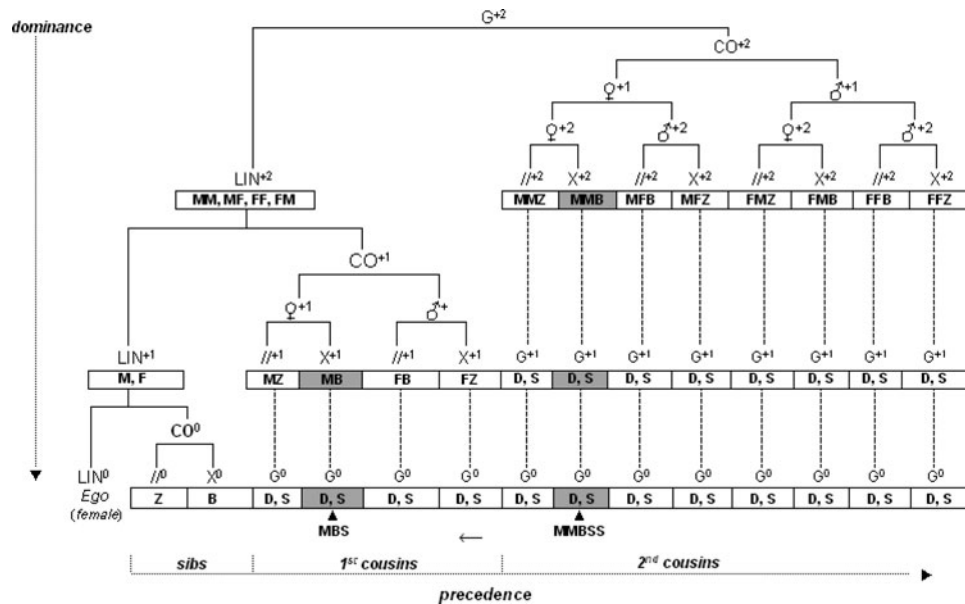 G+2
dominance
CO+2
♀+1 ♂+1
♀+2 ♂+2 ♀+2 ♂+2
LIN+2 //+2 X+2 //+2 X+2 //+2 X+2 //+2 X+2
MM, MF, FF, FM MMZ MMB MFB MFZ FMZ FMB FFB FFZ
CO+1
♀+1 ♂+
LIN+1 //+1 X+1 //+1 X+1 G+1 G+1 G+1 G+1 G+1 G+1 G+1 G+1
M, F MZ MB FB FZ D, S D, S D, S D, S D, S D, S D, S D, S
CO0
LIN0 //0 X0 G0 G0 G0 G0 G0 G0 G0 G0 G0 G0 G0 G0
Ego Z B D, S D, S D, S D, S D, S D, S D, S D, S D, S D, S D, S D, S
(female)
MBS ← MMBSS
sibs 1st cousins 2nd cousins
precedence